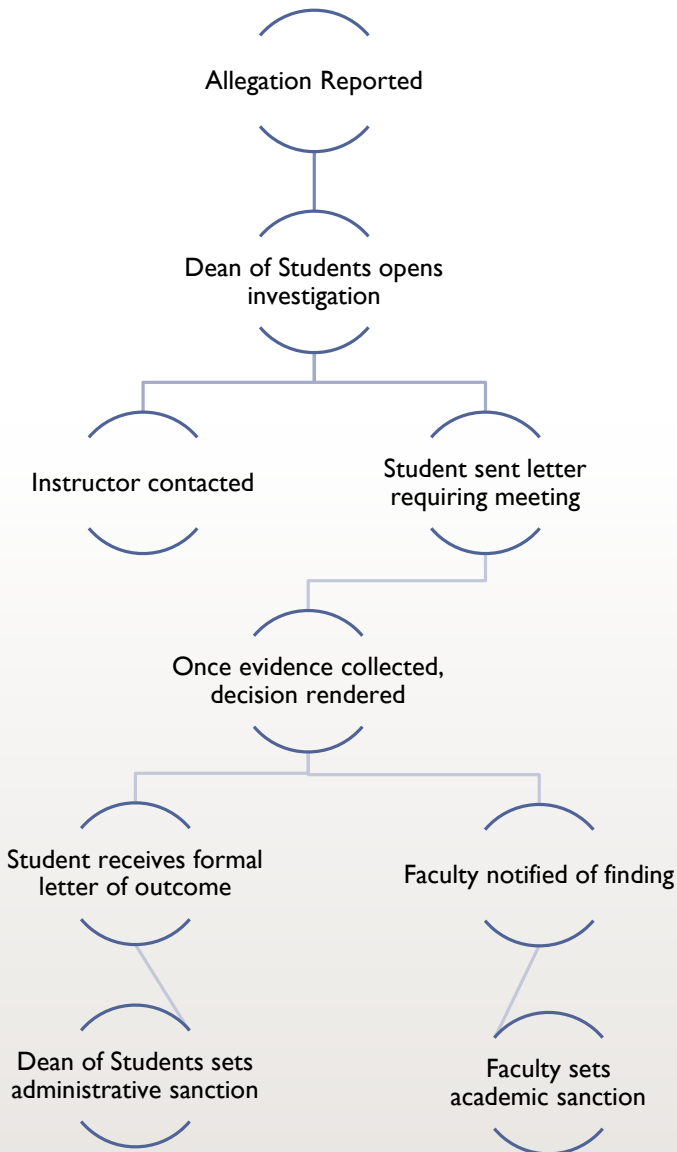 Allegation Reported
Dean of Students opens
investigation
Instructor contacted
Student sent letter
requiring meeting
Once evidence collected,
decision rendered
Student receives formal
letter of outcome
Faculty notified of finding
Dean of Students sets
administrative sanction
Faculty sets
academic sanction